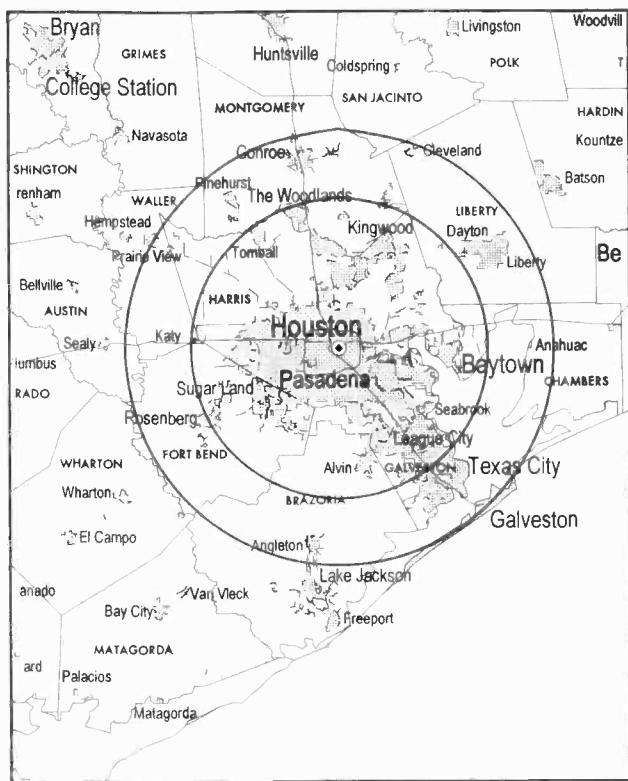 Bryan
Livingston
Woodvill
GRIMES
Huntsville
Coldspring
POLK
T
College Station
MONTGOMERY
SAN JACINTO
HARDIN
Navasota
Kountze
Conroe
Cleveland
SHINGTON
Pinehurst
Batson
renham
WALLER
The Woodlands
LIBERTY
Hempstead
Kingwood
Dayton
Prairie View
Tomball
Liberty
Be
Bellville
HARRIS
AUSTIN
Houston
Sealy
Katy
Anahuac
lumbus
Pasadena
Baytown
CHAMBERS
RADO
Sugar Land
Rosenberg
Seabrook
League City
FORT BEND
WHARTON
Alvin
GALVESTON
Texas City
Wharton
BRAZORIA
Galveston
El Campo
Angleton
Lake Jackson
anado
Van Vleck
Bay City
Freeport
MATAGORDA
ard
Palacios
Matagorda